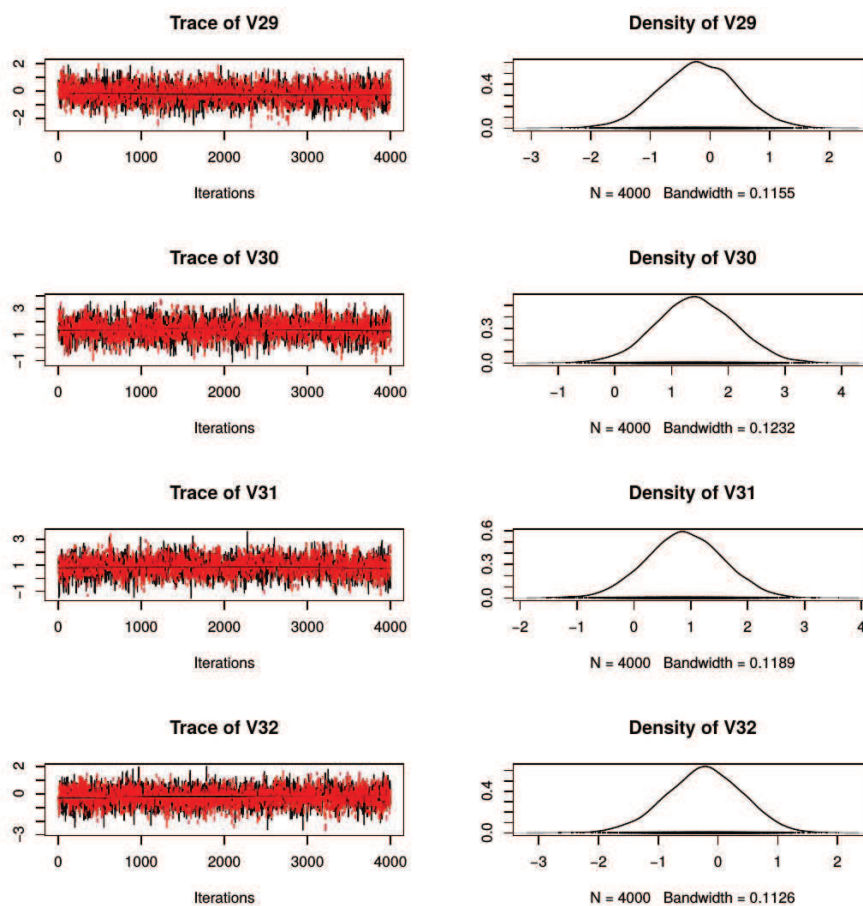 Trace of V29
Density of V29
2
0
−2
0 1000 2000 3000 4000
Iterations
0.4
0.0
−3 −2 −1 0 1 2
N = 4000 Bandwidth = 0.1155
Trace of V30
Density of V30
3
1
−1
0 1000 2000 3000 4000
Iterations
0.3
0.0
−1 0 1 2 3 4
N = 4000 Bandwidth = 0.1232
Trace of V31
Density of V31
3
1
−1
0 1000 2000 3000 4000
Iterations
0.6
0.3
0.0
−2 −1 0 1 2 3 4
N = 4000 Bandwidth = 0.1189
Trace of V32
Density of V32
2
0
−3
0 1000 2000 3000 4000
Iterations
0.4
0.0
−3 −2 −1 0 1 2
N = 4000 Bandwidth = 0.1126